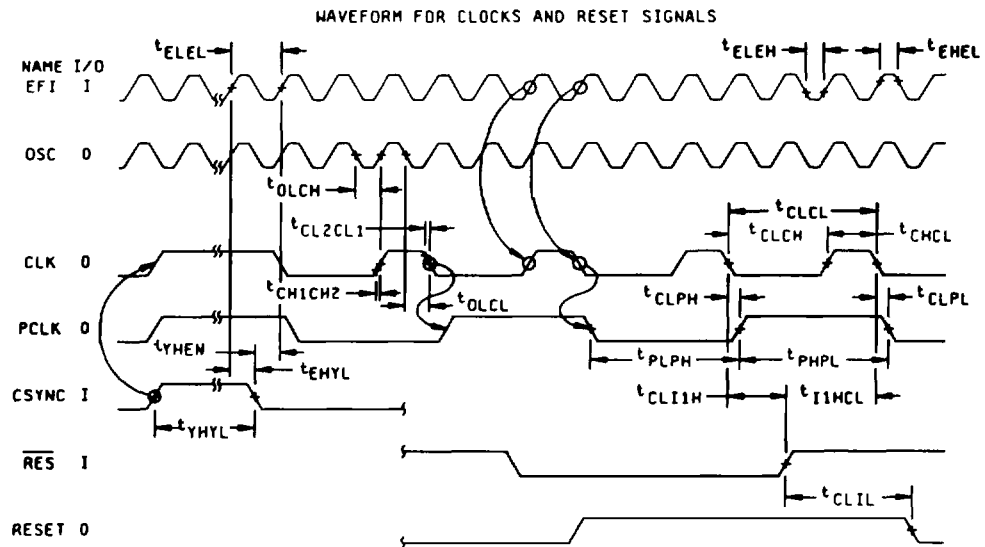 WAVEFORM FOR CLOCKS AND RESET SIGNALS
tELEL
tELEH
tEHEL
NAME I/O
EFI I
OSC O
tOLCH
tCL2CL1
tCLCL
tCLCH
tCHCL
CLK O
tCH1CH2
tOLCL
tCLPH
tCLPL
PCLK O
tYHEN
tEHYL
tPLPH
tPHPL
CSYNC I
tCLI1H
tI1HCL
tYHYL
RES I
tCLIL
RESET O